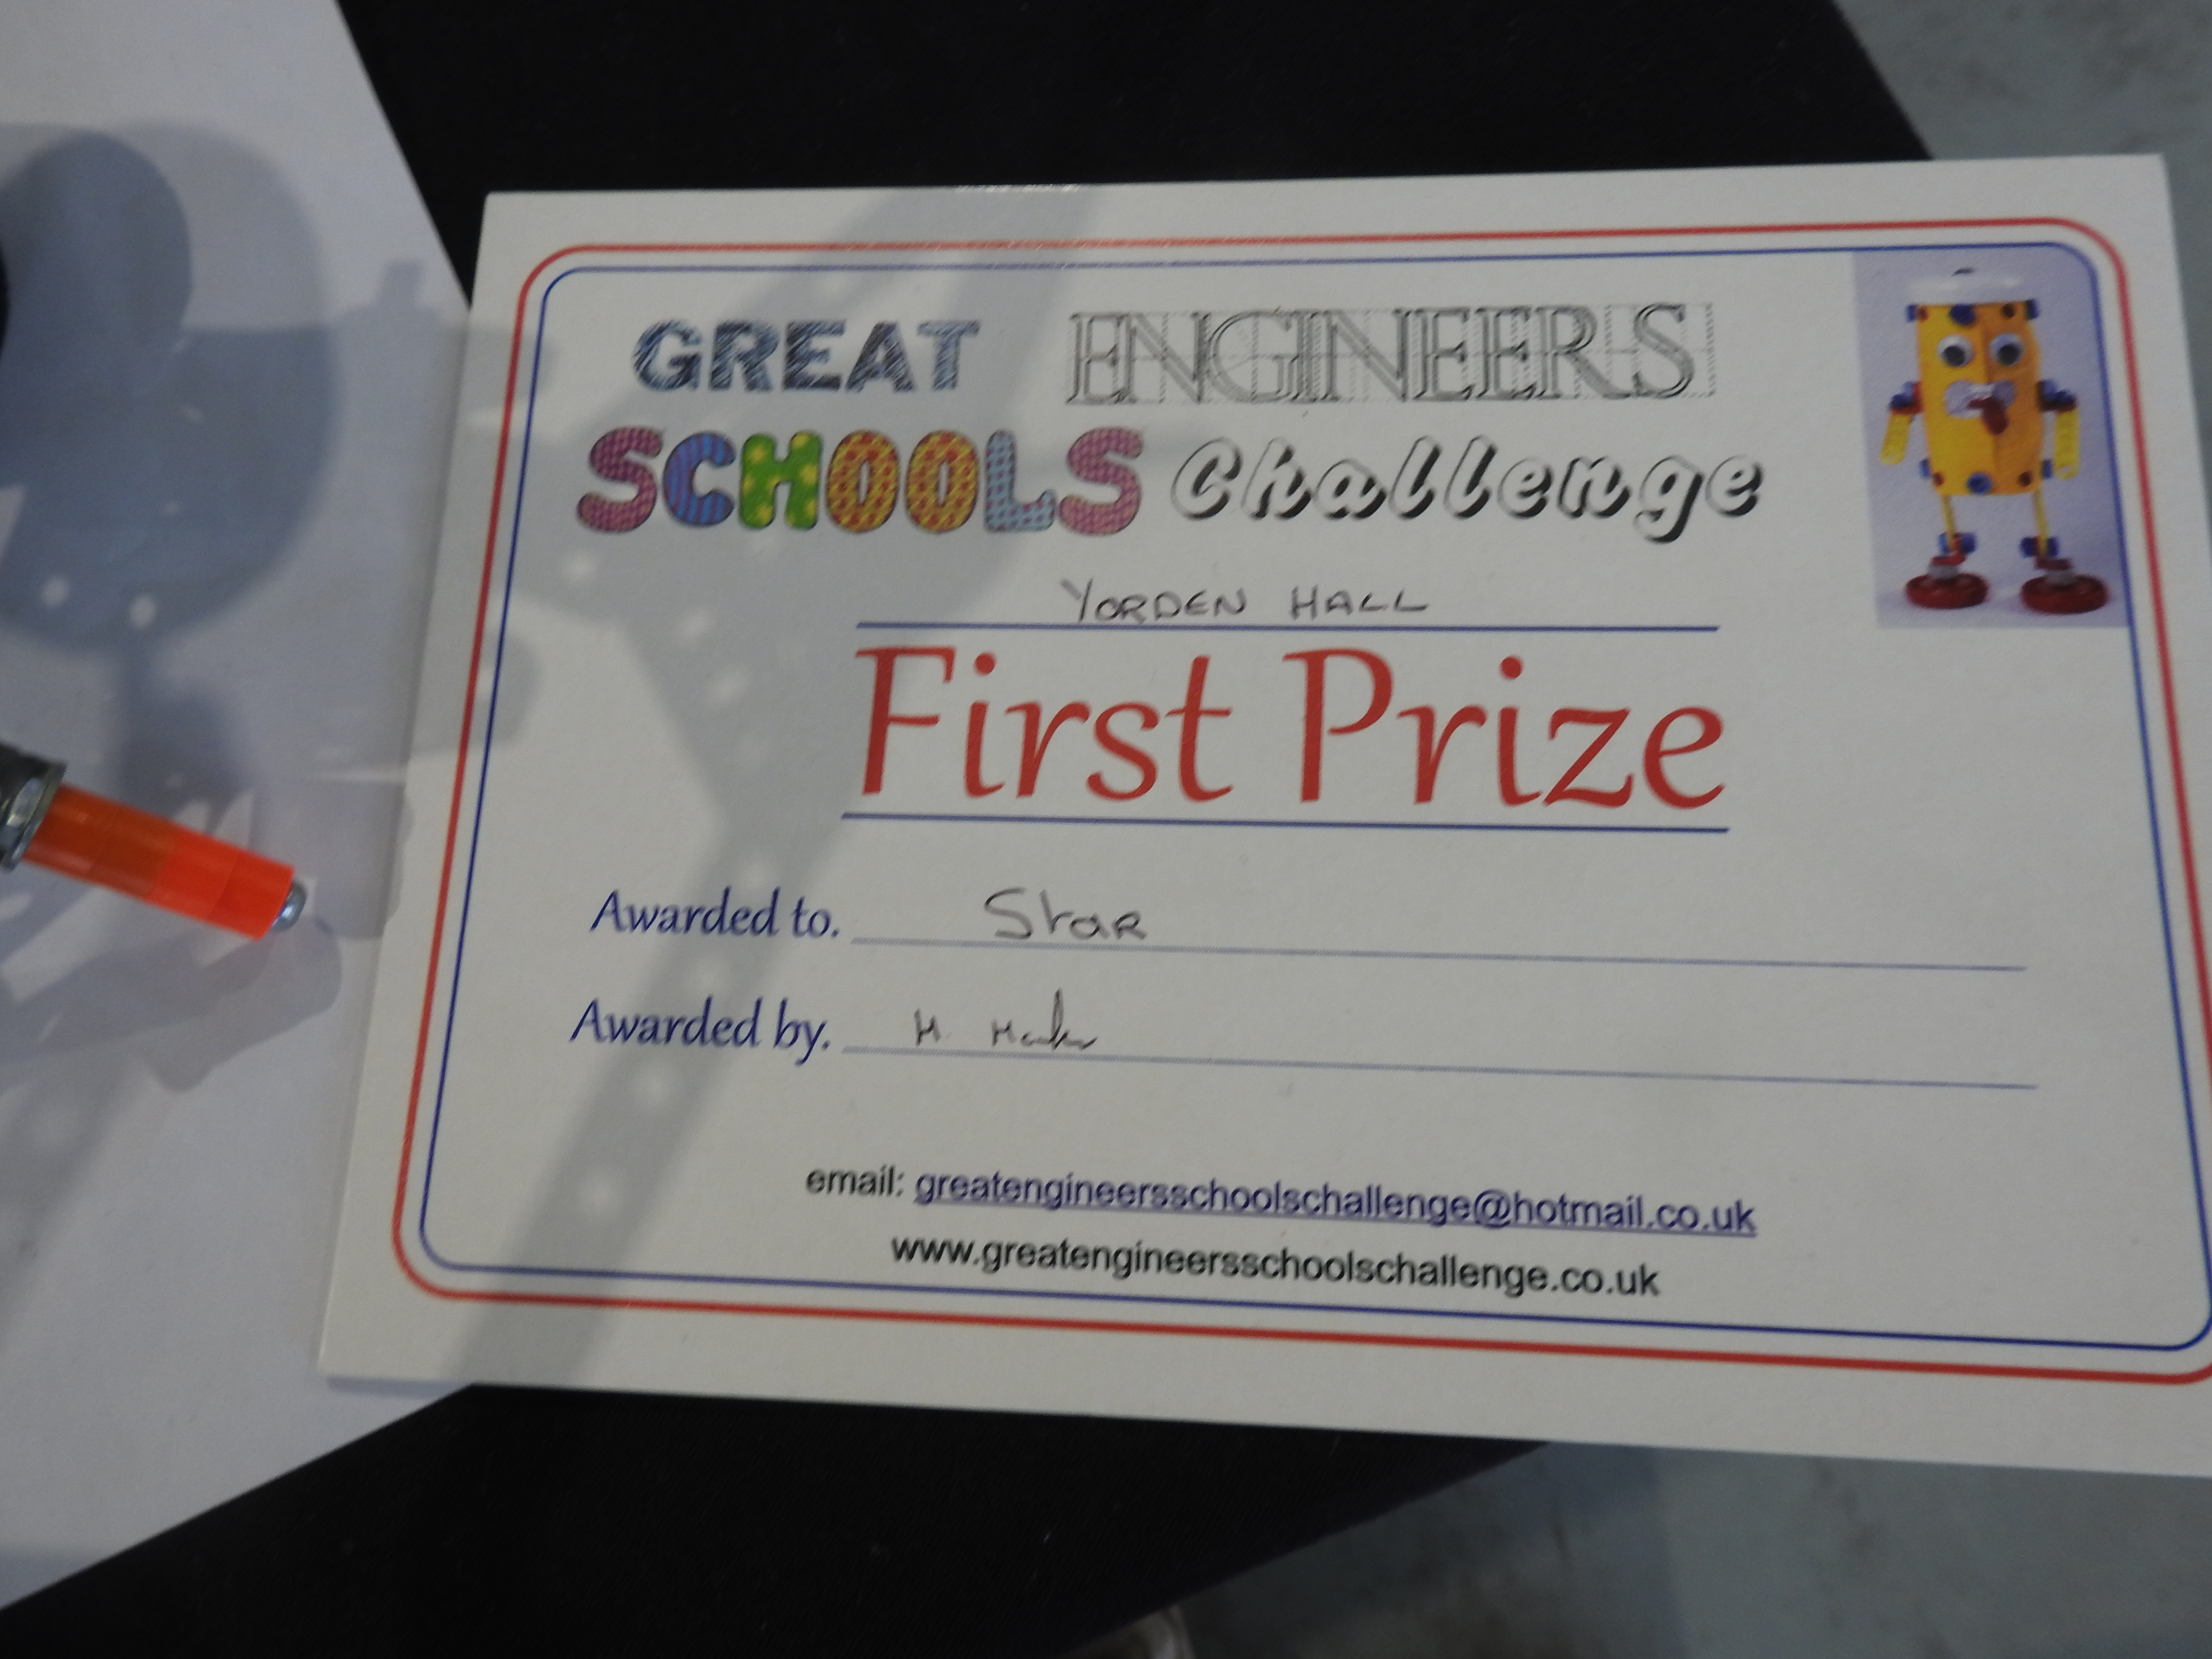 GREAT ENGINEERS
SCHOOLS Challenge
YORDEN HALL
First Prize
Awarded to. Star
Awarded by. H
email: greatengineersschoolschallenge@hotmail.co.uk
www.greatengineersschoolschallenge.co.uk